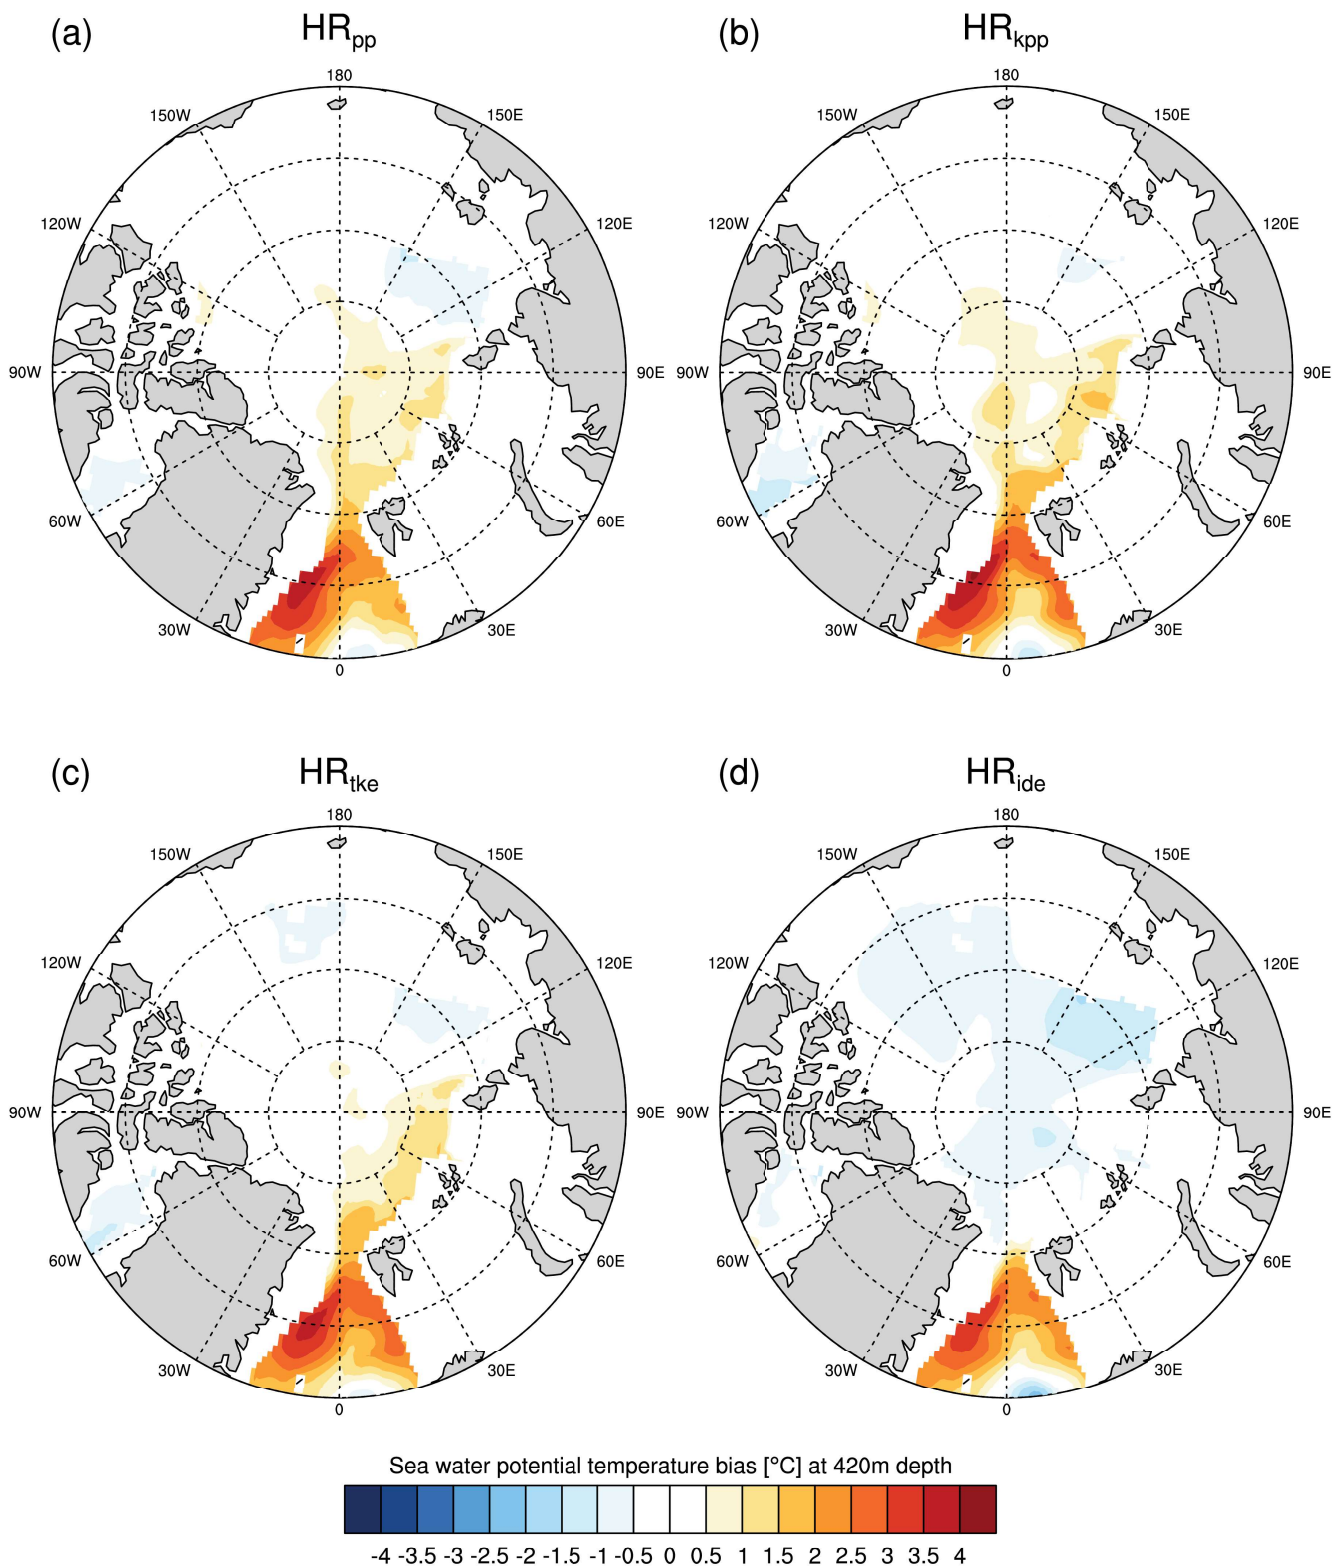 (a) HRpp
(b) HRkpp
180
150W 150E
120W 120E
90W 90E
60W 60E
30W 30E
0
180
150W 150E
120W 120E
90W 90E
60W 60E
30W 30E
0
(c) HRtke
(d) HRide
180
150W 150E
120W 120E
90W 90E
60W 60E
30W 30E
0
180
150W 150E
120W 120E
90W 90E
60W 60E
30W 30E
0
Sea water potential temperature bias [°C] at 420m depth
-4 -3.5 -3 -2.5 -2 -1.5 -1 -0.5 0 0.5 1 1.5 2 2.5 3 3.5 4